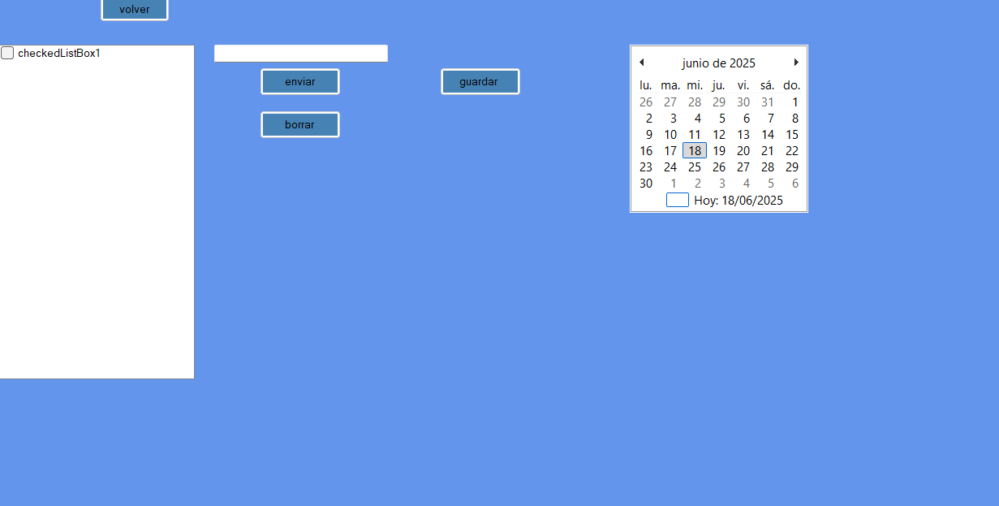 volver
checkedListBox1
enviar
guardar
borrar
junio de 2025
lu. ma. mi. ju. vi. sá. do.
26 27 28 29 30 31 1
2 3 4 5 6 7 8
9 10 11 12 13 14 15
16 17 18 19 20 21 22
23 24 25 26 27 28 29
30 1 2 3 4 5 6
Hoy: 18/06/2025